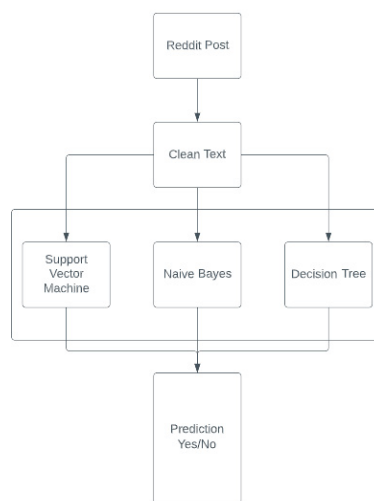 Reddit Post
Clean Text
Support
Vector
Machine
Naive Bayes
Decision Tree
Prediction
Yes/No